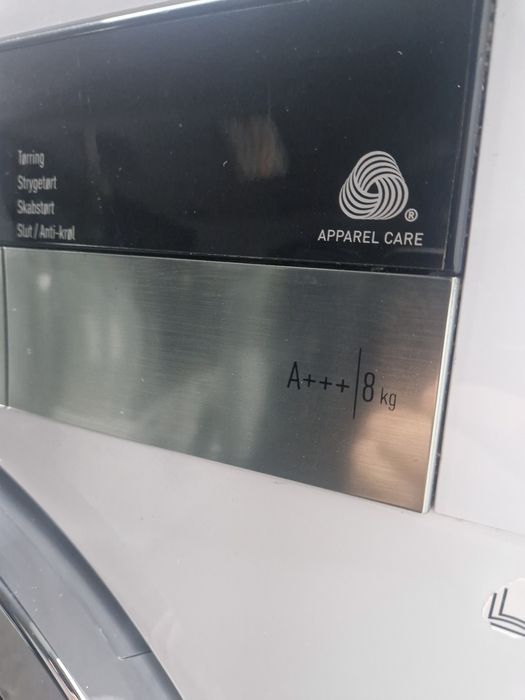 Tørring
Strygetørt
Skabstørt
Slut / Anti-krøl
®
APPAREL CARE
A+++ | 8 kg